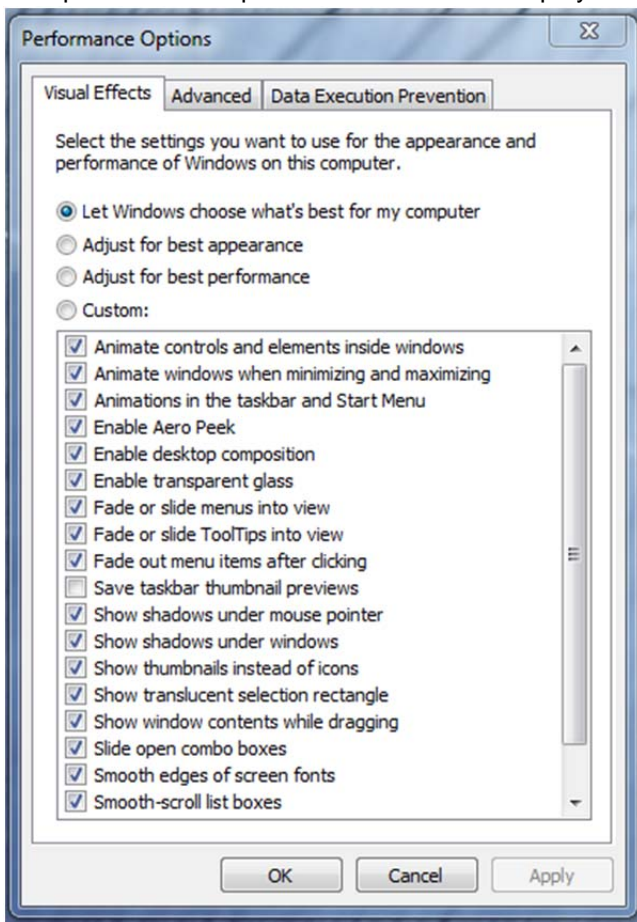 Performance Options
Visual Effects
Advanced
Data Execution Prevention
Select the settings you want to use for the appearance and
performance of Windows on this computer.
Let Windows choose what's best for my computer
Adjust for best appearance
Adjust for best performance
Custom:
Animate controls and elements inside windows
Animate windows when minimizing and maximizing
Animations in the taskbar and Start Menu
Enable Aero Peek
Enable desktop composition
Enable transparent glass
Fade or slide menus into view
Fade or slide ToolTips into view
Fade out menu items after clicking
Save taskbar thumbnail previews
Show shadows under mouse pointer
Show shadows under windows
Show thumbnails instead of icons
Show translucent selection rectangle
Show window contents while dragging
Slide open combo boxes
Smooth edges of screen fonts
Smooth-scroll list boxes
OK
Cancel
Apply